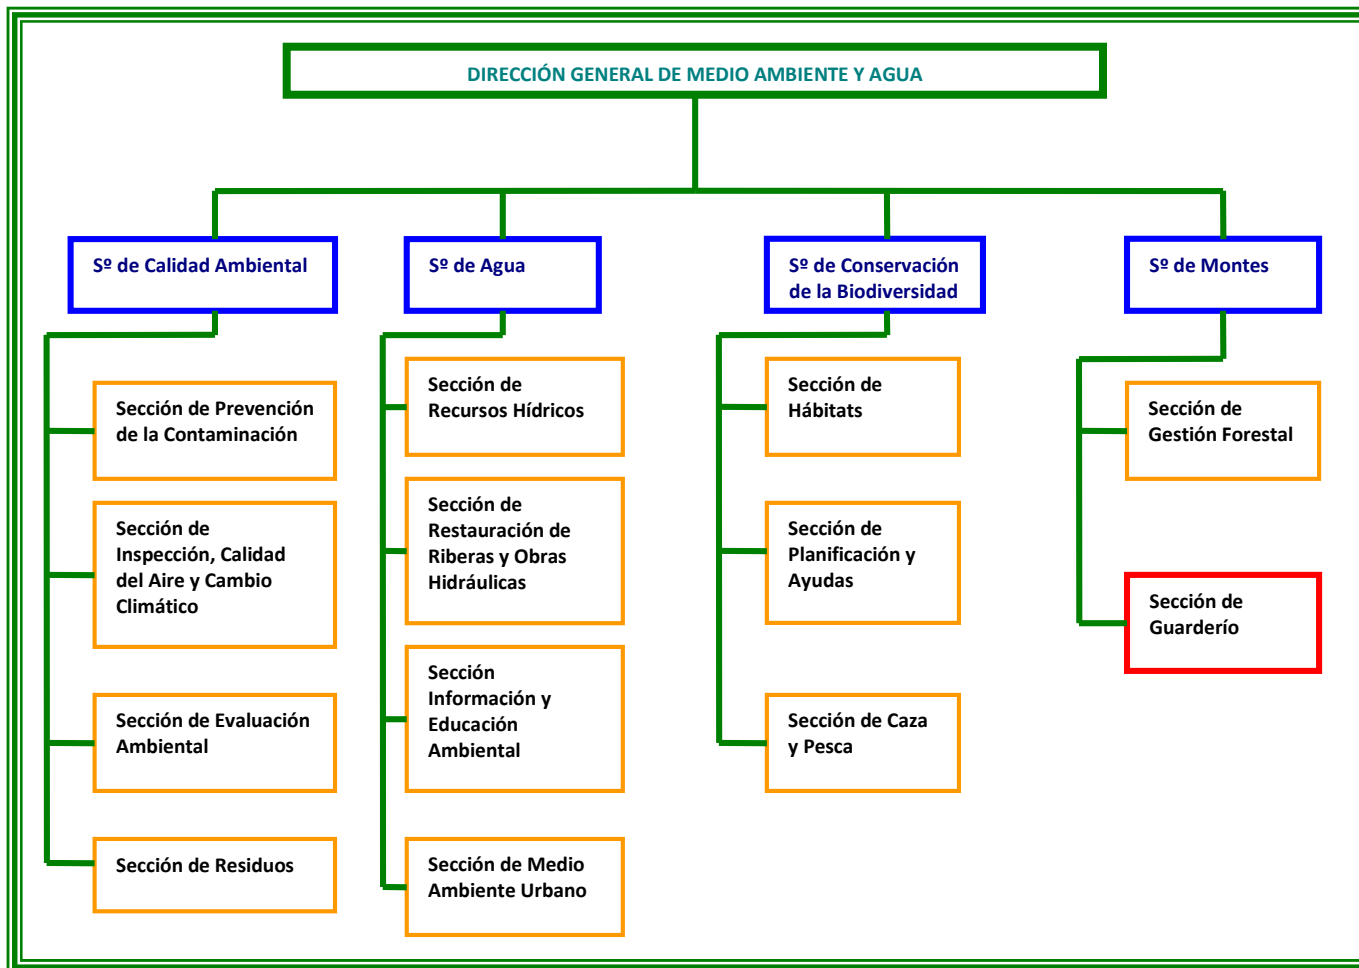 DIRECCIÓN GENERAL DE MEDIO AMBIENTE Y AGUA
Sº de Calidad Ambiental
Sección de Prevención
de la Contaminación
Sección de
Inspección, Calidad
del Aire y Cambio
Climático
Sección de Evaluación
Ambiental
Sección de Residuos
Sº de Agua
Sección de
Recursos Hídricos
Sección de
Restauración de
Riberas y Obras
Hidráulicas
Sección
Información y
Educación
Ambiental
Sección de Medio
Ambiente Urbano
Sº de Conservación
de la Biodiversidad
Sección de
Hábitats
Sección de
Planificación y
Ayudas
Sección de Caza
y Pesca
Sº de Montes
Sección de
Gestión Forestal
Sección de
Guarderío